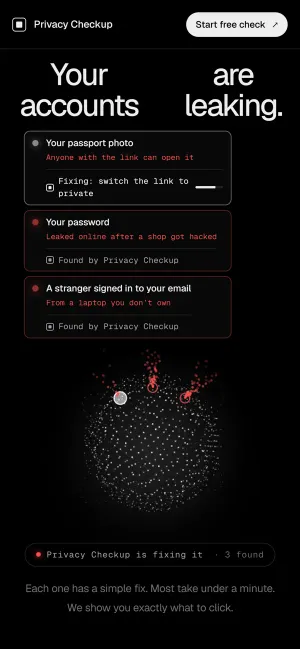 Privacy Checkup
Start free check ↗
Your are
accounts leaking.
Your passport photo
Anyone with the link can open it
Fixing: switch the link to
private
Your password
Leaked online after a shop got hacked
Found by Privacy Checkup
A stranger signed in to your email
From a laptop you don't own
Found by Privacy Checkup
Privacy Checkup is fixing it · 3 found
Each one has a simple fix. Most take under a minute.
We show you exactly what to click.